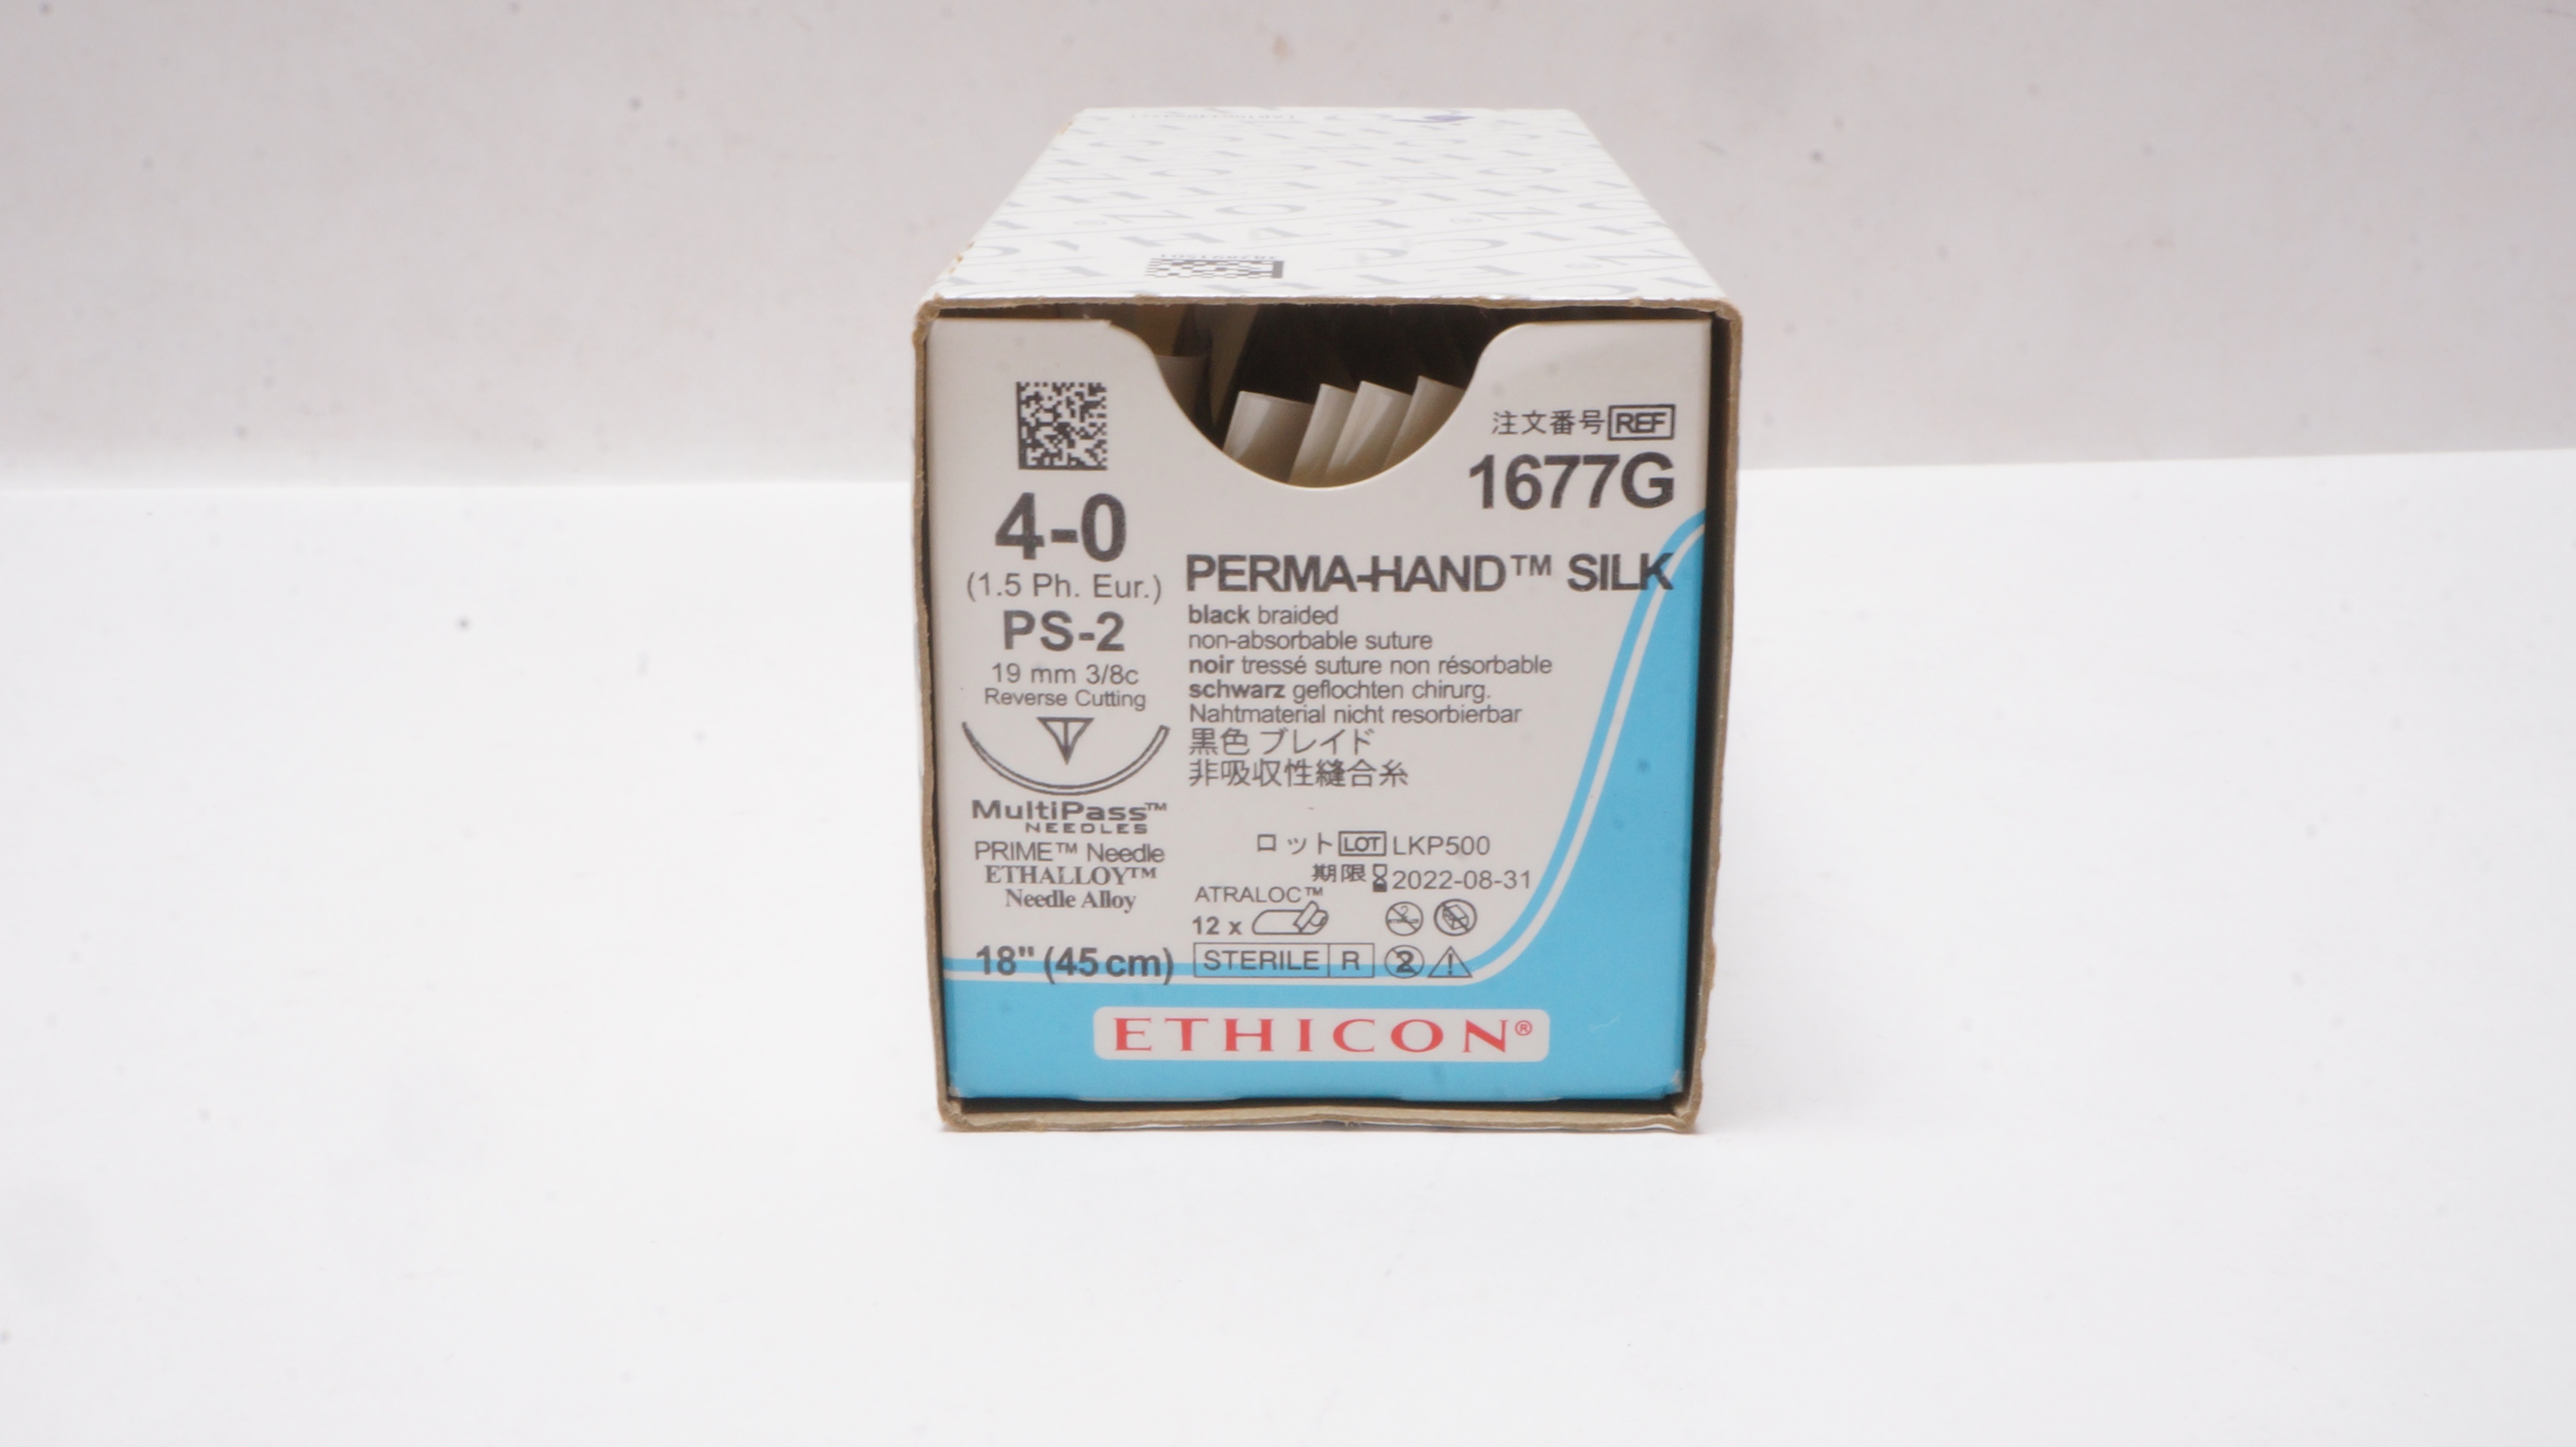 注文番号 REF
1677G
4-0
(1.5 Ph. Eur.)
PS-2
19 mm 3/8c
Reverse Cutting
MultiPass™
NEEDLES
PRIME™ Needle
ETHALLOY™
Needle Alloy
18" (45 cm)
PERMA-HAND™ SILK
black braided
non-absorbable suture
noir tressé suture non résorbable
schwarz geflochten chirurg.
Nahtmaterial nicht resorbierbar
黒色 ブレイド
非吸収性縫合糸
ロット LOT LKP500
期限 2022-08-31
ATRALOC™
12 x
STERILE R 2
ETHICON®